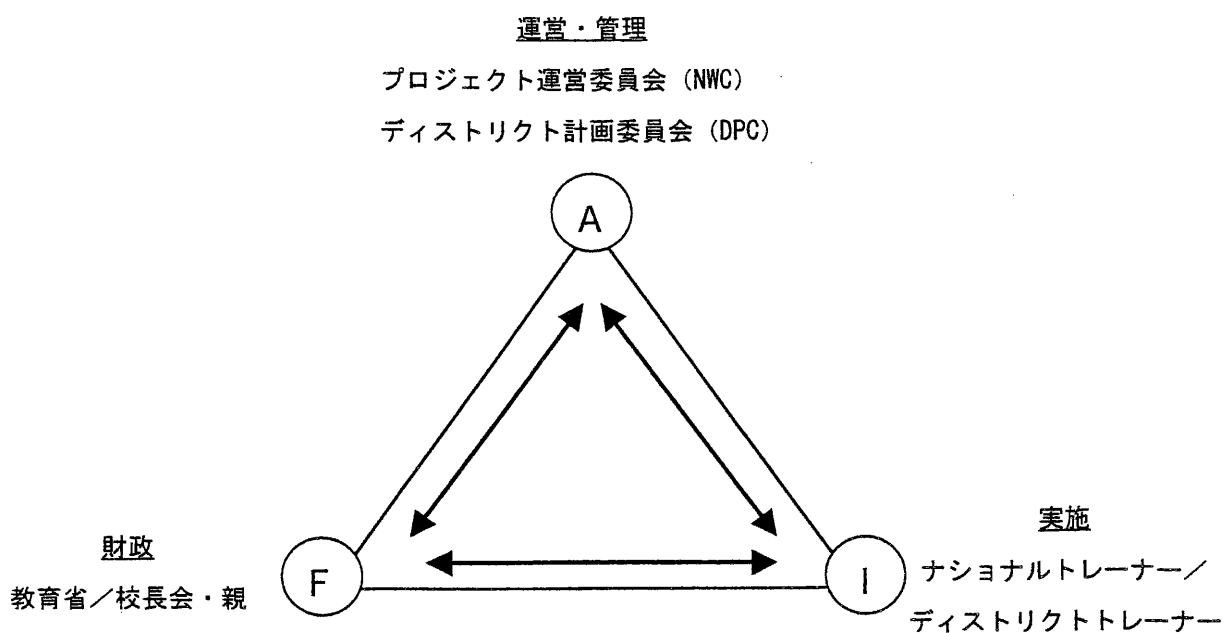 運営・管理
プロジェクト運営委員会（NWC）
ディストリクト計画委員会（DPC）
A
財政
教育省／校長会・親
F
I
実施
ナショナルトレーナー／
ディストリクトトレーナー